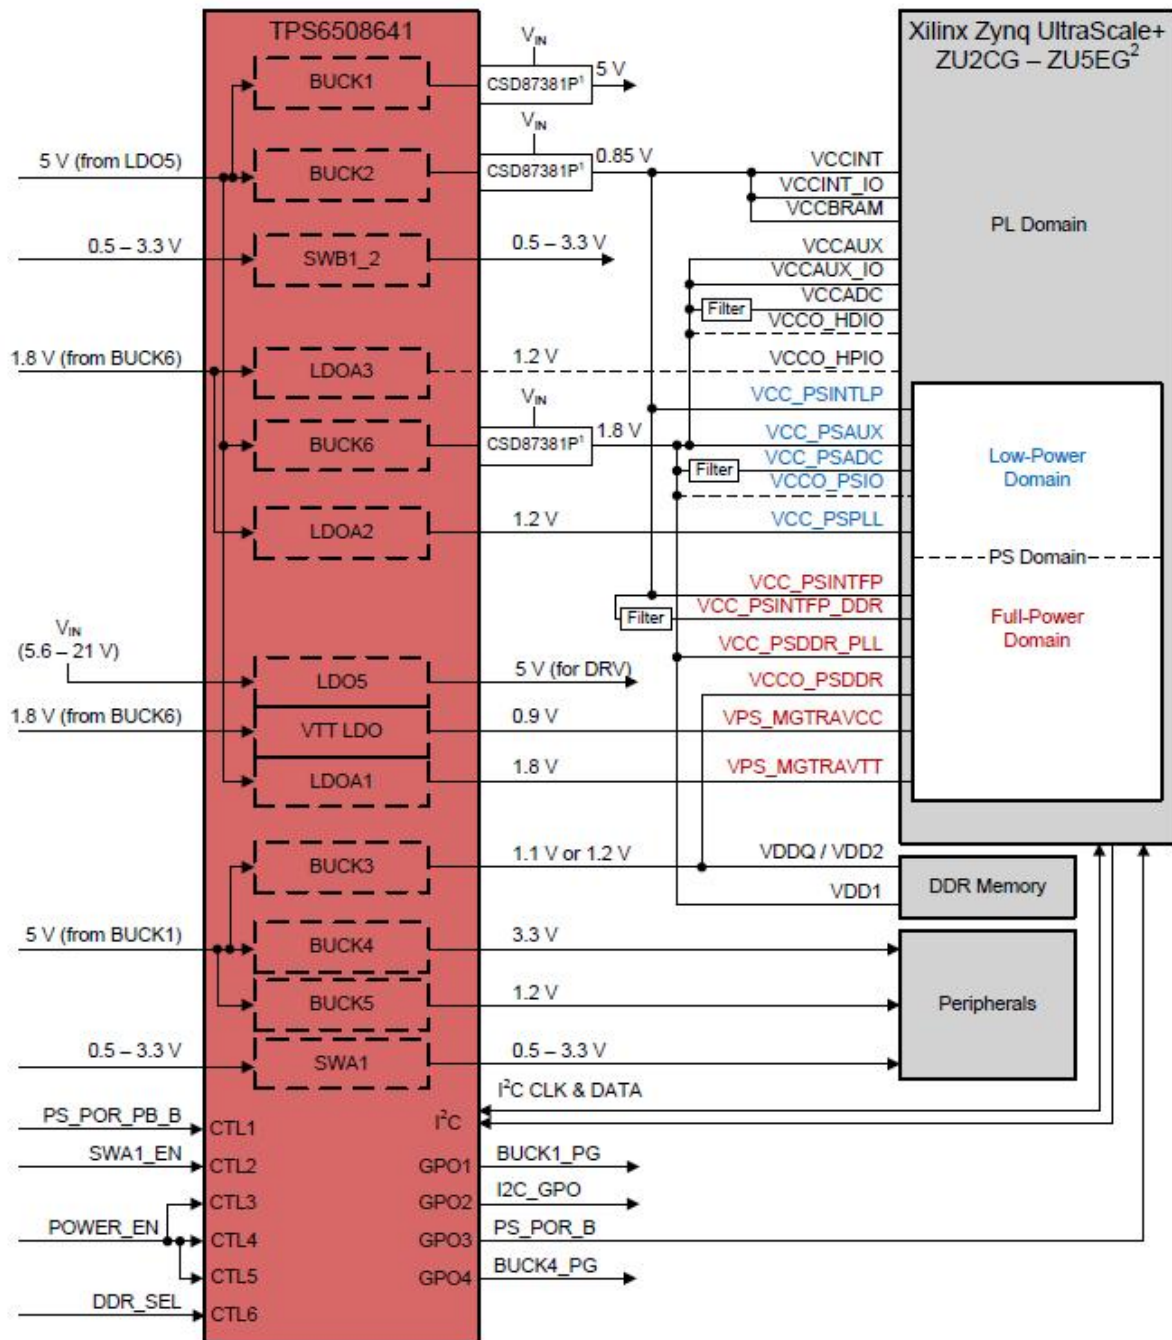 TPS6508641
Xilinx Zynq UltraScale+
ZU2CG – ZU5EG²
BUCK1
V_IN
CSD87381P¹
5 V
5 V (from LDO5)
BUCK2
V_IN
CSD87381P¹
0.85 V
VCCINT
VCCINT_IO
VCCBRAM
PL Domain
0.5 – 3.3 V
SWB1_2
0.5 – 3.3 V
VCCAUX
VCCAUX_IO
Filter
VCCADC
VCCO_HDIO
1.8 V (from BUCK6)
LDOA3
1.2 V
VCCO_HPIO
VCC_PSINTLP
BUCK6
V_IN
CSD87381P¹
1.8 V
VCC_PSAUX
Filter
VCC_PSADC
VCCO_PSIO
Low-Power
Domain
LDOA2
1.2 V
VCC_PSPLL
PS Domain
VCC_PSINTFP
Filter
VCC_PSINTFP_DDR
VCC_PSDDR_PLL
Full-Power
Domain
V_IN
(5.6 – 21 V)
LDO5
5 V (for DRV)
VCCO_PSDDR
1.8 V (from BUCK6)
VTT LDO
0.9 V
VPS_MGTRAVCC
LDOA1
1.8 V
VPS_MGTRAVTT
BUCK3
1.1 V or 1.2 V
VDDQ / VDD2
VDD1
DDR Memory
5 V (from BUCK1)
BUCK4
3.3 V
BUCK5
1.2 V
Peripherals
0.5 – 3.3 V
SWA1
0.5 – 3.3 V
I²C CLK & DATA
PS_POR_PB_B
CTL1
I²C
SWA1_EN
CTL2
GPO1
BUCK1_PG
CTL3
GPO2
I2C_GPO
POWER_EN
CTL4
GPO3
PS_POR_B
CTL5
GPO4
BUCK4_PG
DDR_SEL
CTL6